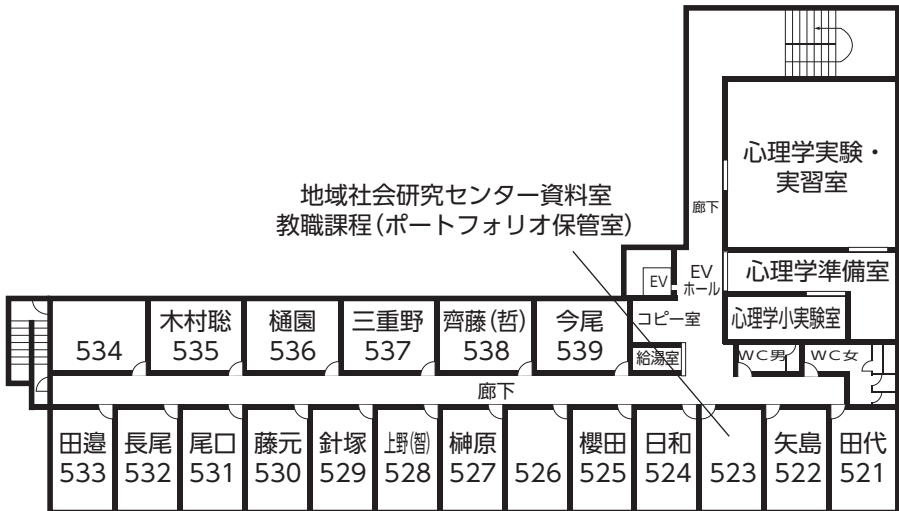 心理学実験・
実習室
地域社会研究センター資料室
教職課程(ポートフォリオ保管室)
廊下
EV
EV
ホール
心理学準備室
コピー室
心理学小実験室
給湯室
WC男
WC女
534
木村聡
535
樋園
536
三重野
537
齊藤(哲)
538
今尾
539
廊下
田邉
533
長尾
532
尾口
531
藤元
530
針塚
529
上野(智)
528
榊原
527
526
櫻田
525
日和
524
523
矢島
522
田代
521